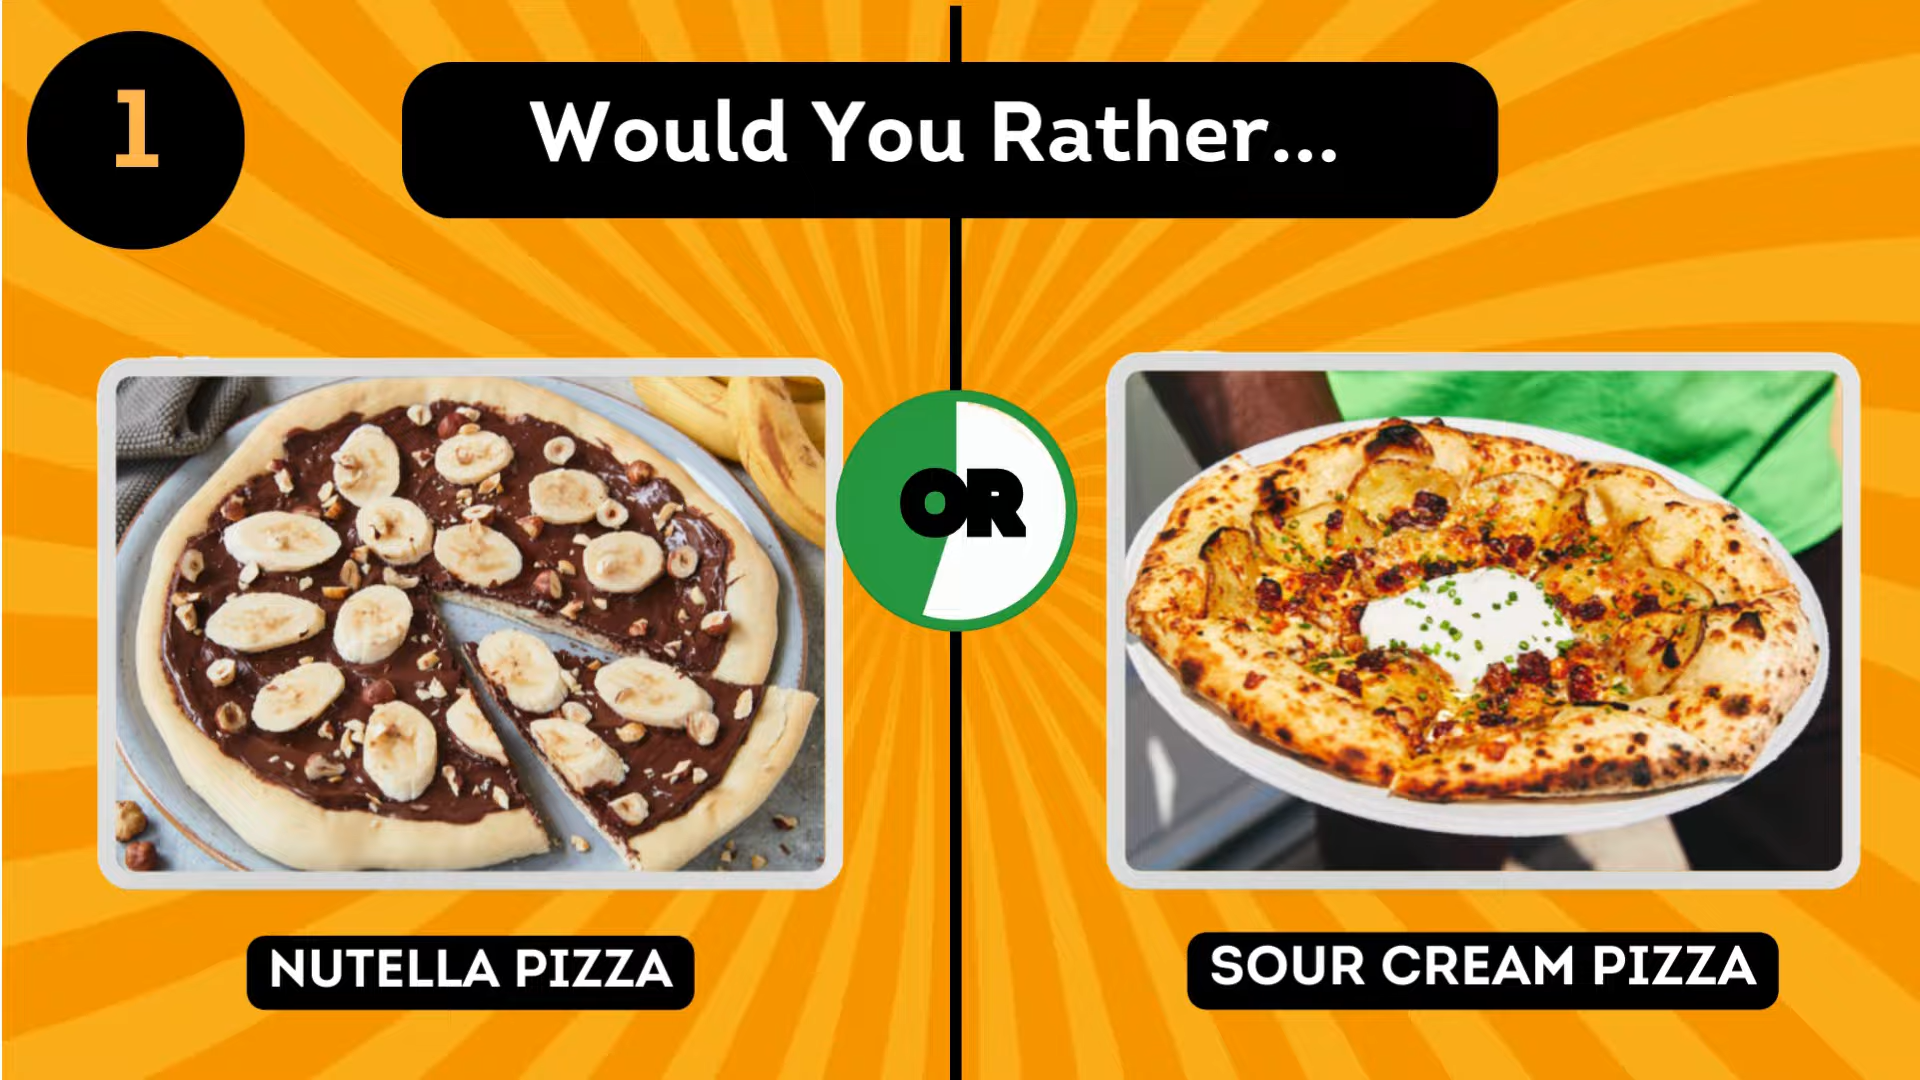 1
Would You Rather...
OR
NUTELLA PIZZA
SOUR CREAM PIZZA